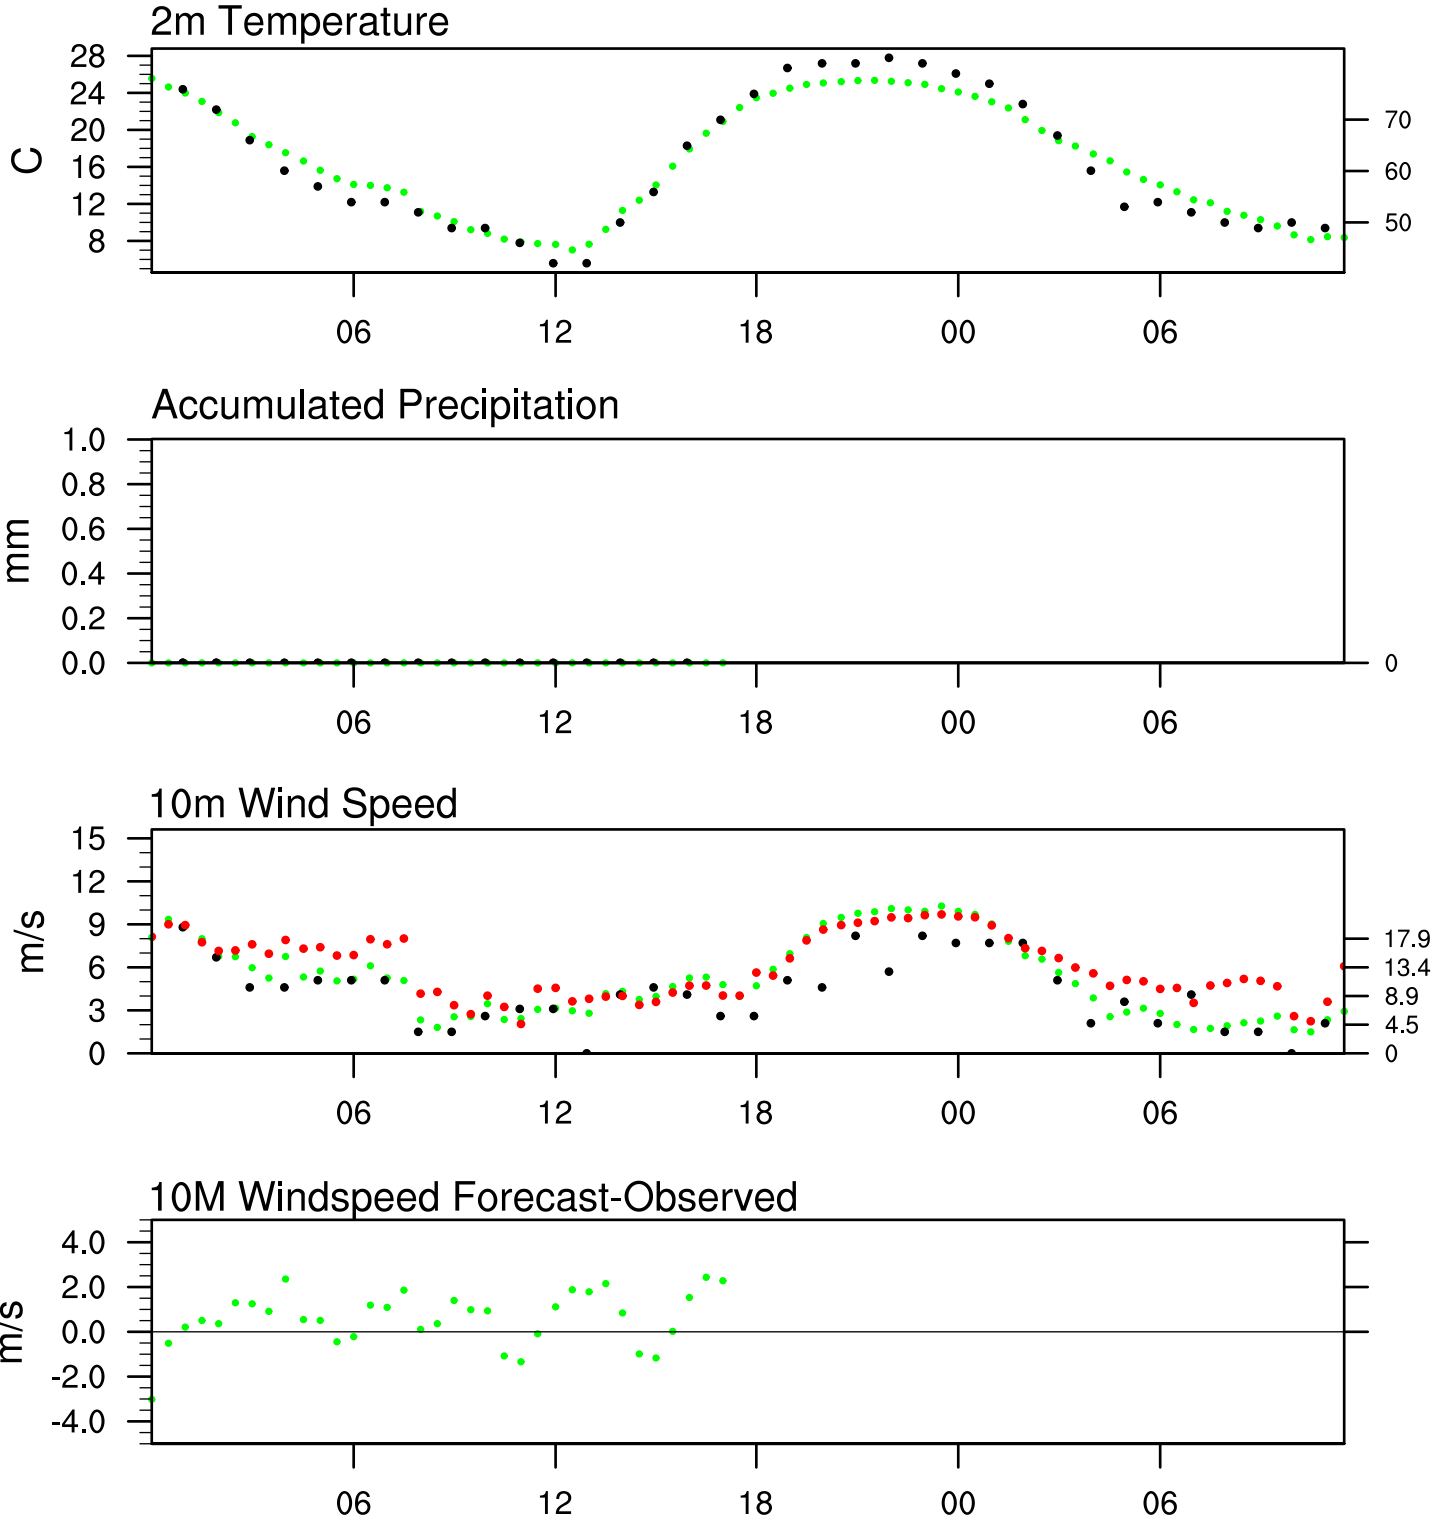 2m Temperature
28
24
20
16
12
8
C
70
60
50
06 12 18 00 06
Accumulated Precipitation
1.0
0.8
0.6
0.4
0.2
0.0
mm
0
06 12 18 00 06
10m Wind Speed
15
12
9
6
3
0
m/s
17.9
13.4
8.9
4.5
0
06 12 18 00 06
10M Windspeed Forecast-Observed
4.0
2.0
0.0
-2.0
-4.0
m/s
06 12 18 00 06